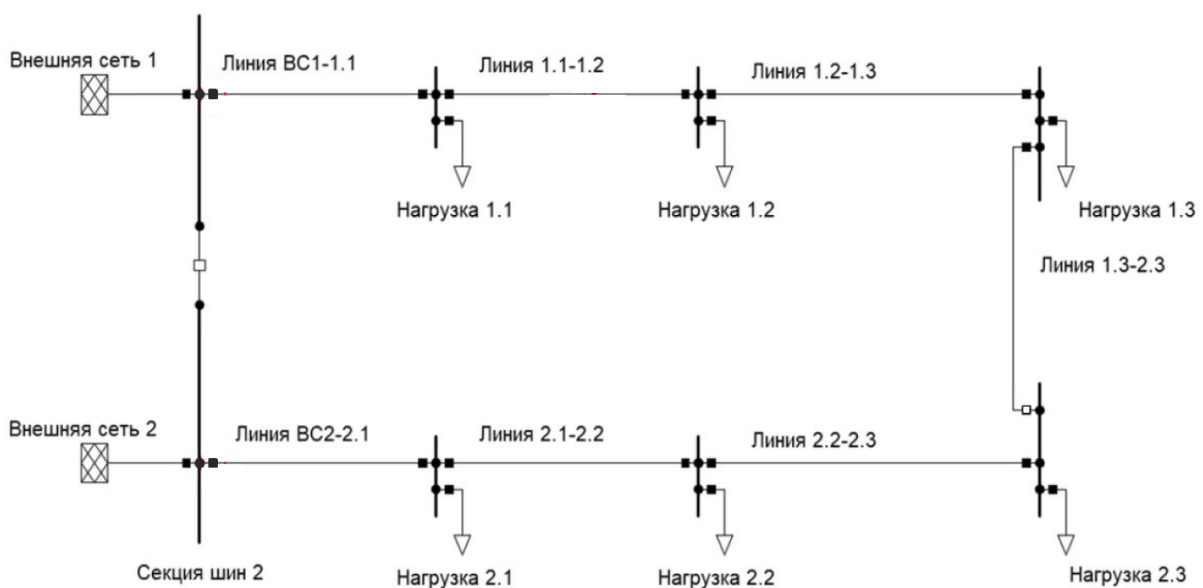 Внешняя сеть 1
Линия ВС1-1.1
Линия 1.1-1.2
Линия 1.2-1.3
Нагрузка 1.1
Нагрузка 1.2
Нагрузка 1.3
Линия 1.3-2.3
Внешняя сеть 2
Линия ВС2-2.1
Линия 2.1-2.2
Линия 2.2-2.3
Секция шин 2
Нагрузка 2.1
Нагрузка 2.2
Нагрузка 2.3